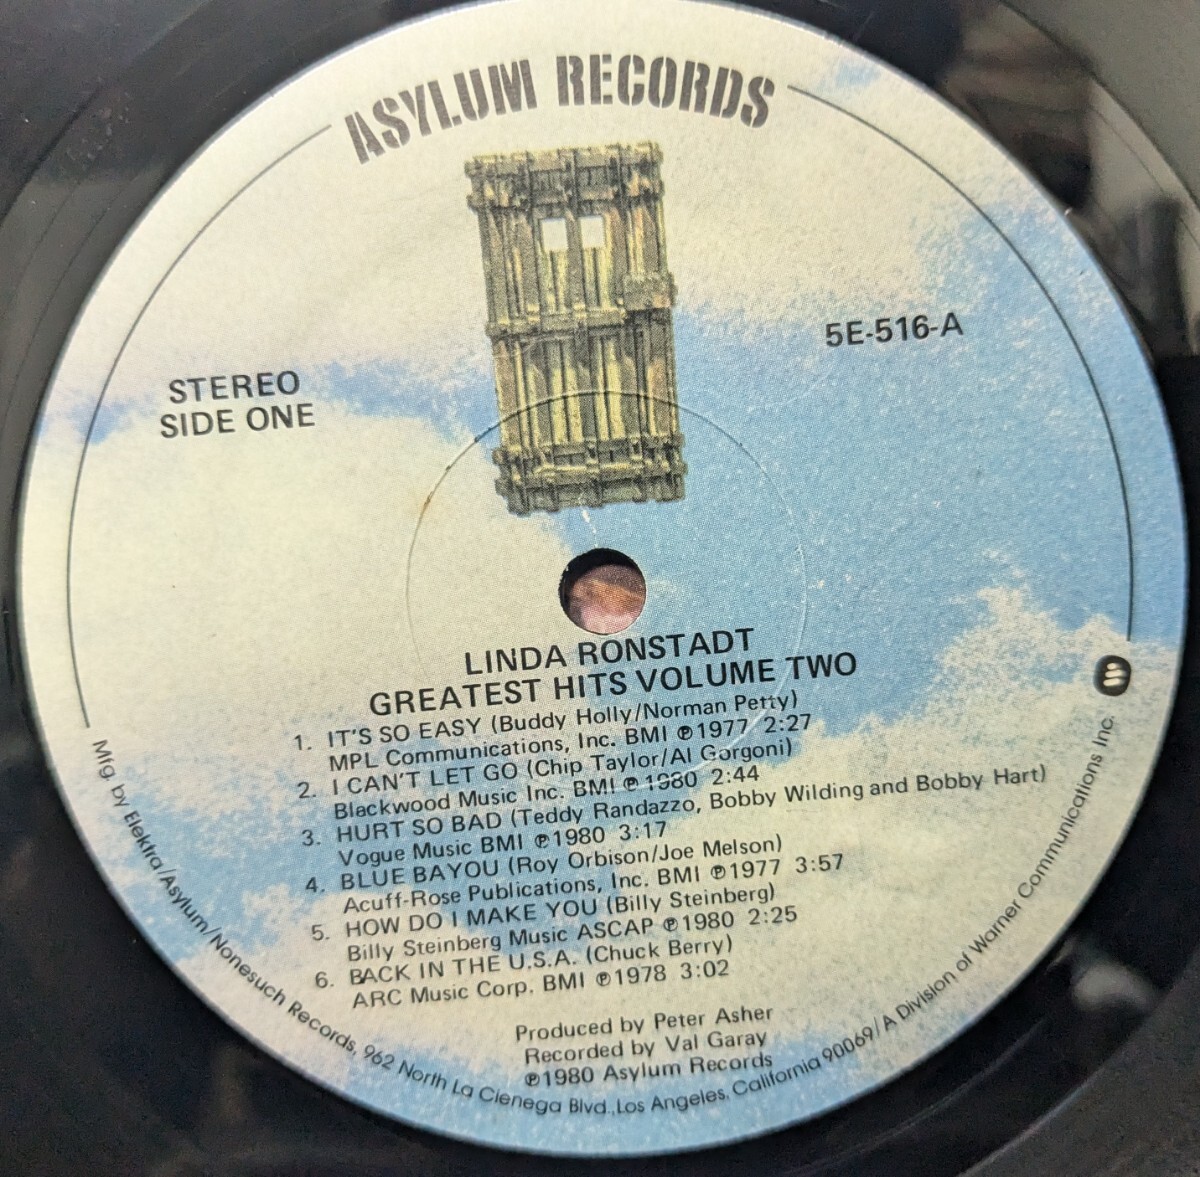 ASYLUM RECORDS
STEREO
SIDE ONE
5E-516-A
LINDA RONSTADT
GREATEST HITS VOLUME TWO
1. IT'S SO EASY (Buddy Holly/Norman Petty)
MPL Communications, Inc. BMI ℗1977 2:27
2. I CAN'T LET GO (Chip Taylor/Al Gorgoni)
Blackwood Music Inc. BMI ℗1980 2:44
3. HURT SO BAD (Teddy Randazzo, Bobby Wilding and Bobby Hart)
Vogue Music BMI ℗1980 3:17
4. BLUE BAYOU (Roy Orbison/Joe Melson)
Acuff-Rose Publications, Inc. BMI ℗1977 3:57
5. HOW DO I MAKE YOU (Billy Steinberg)
Billy Steinberg Music ASCAP ℗1980 2:25
6. BACK IN THE U.S.A. (Chuck Berry)
ARC Music Corp. BMI ℗1978 3:02
Produced by Peter Asher
Recorded by Val Garay
℗1980 Asylum Records
Mfg. by Elektra/Asylum/Nonesuch Records, 962 North La Cienega Blvd., Los Angeles, California 90069/A Division of Warner Communications Inc.